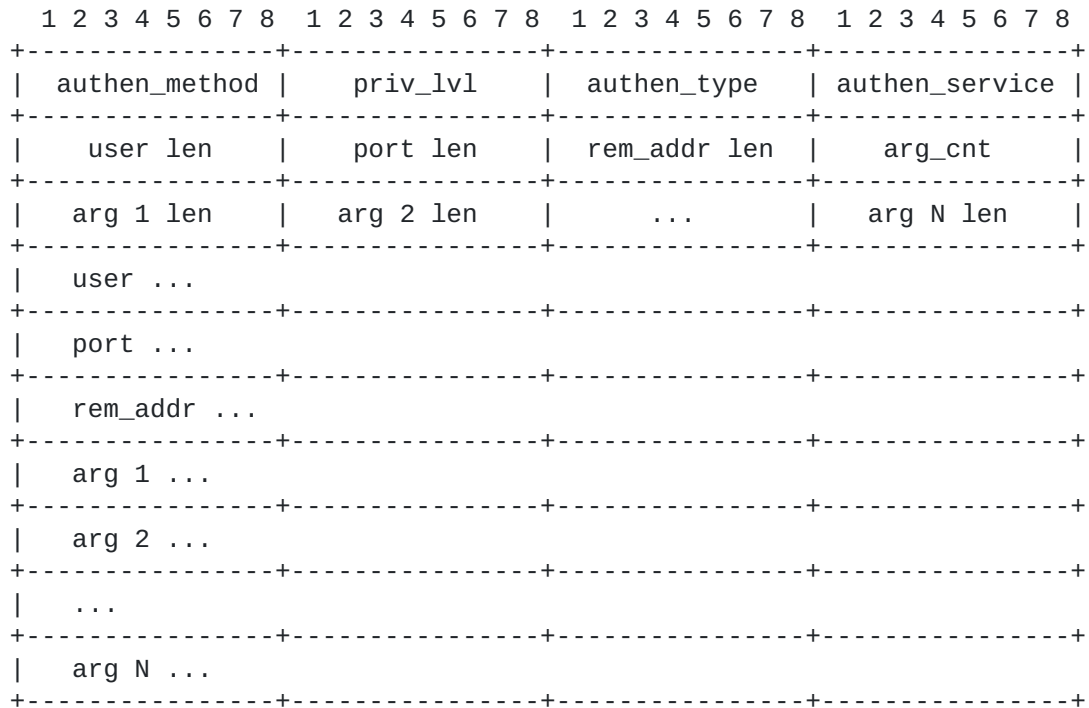 1 2 3 4 5 6 7 8  1 2 3 4 5 6 7 8  1 2 3 4 5 6 7 8  1 2 3 4 5 6 7 8
+----------------+----------------+----------------+----------------+
|  authen_method |    priv_lvl    |  authen_type   | authen_service |
+----------------+----------------+----------------+----------------+
|    user len    |    port len    |  rem_addr len  |    arg_cnt     |
+----------------+----------------+----------------+----------------+
|   arg 1 len    |   arg 2 len    |      ...       |   arg N len    |
+----------------+----------------+----------------+----------------+
|   user ...
+----------------+----------------+----------------+----------------+
|   port ...
+----------------+----------------+----------------+----------------+
|   rem_addr ...
+----------------+----------------+----------------+----------------+
|   arg 1 ...
+----------------+----------------+----------------+----------------+
|   arg 2 ...
+----------------+----------------+----------------+----------------+
|   ...
+----------------+----------------+----------------+----------------+
|   arg N ...
+----------------+----------------+----------------+----------------+